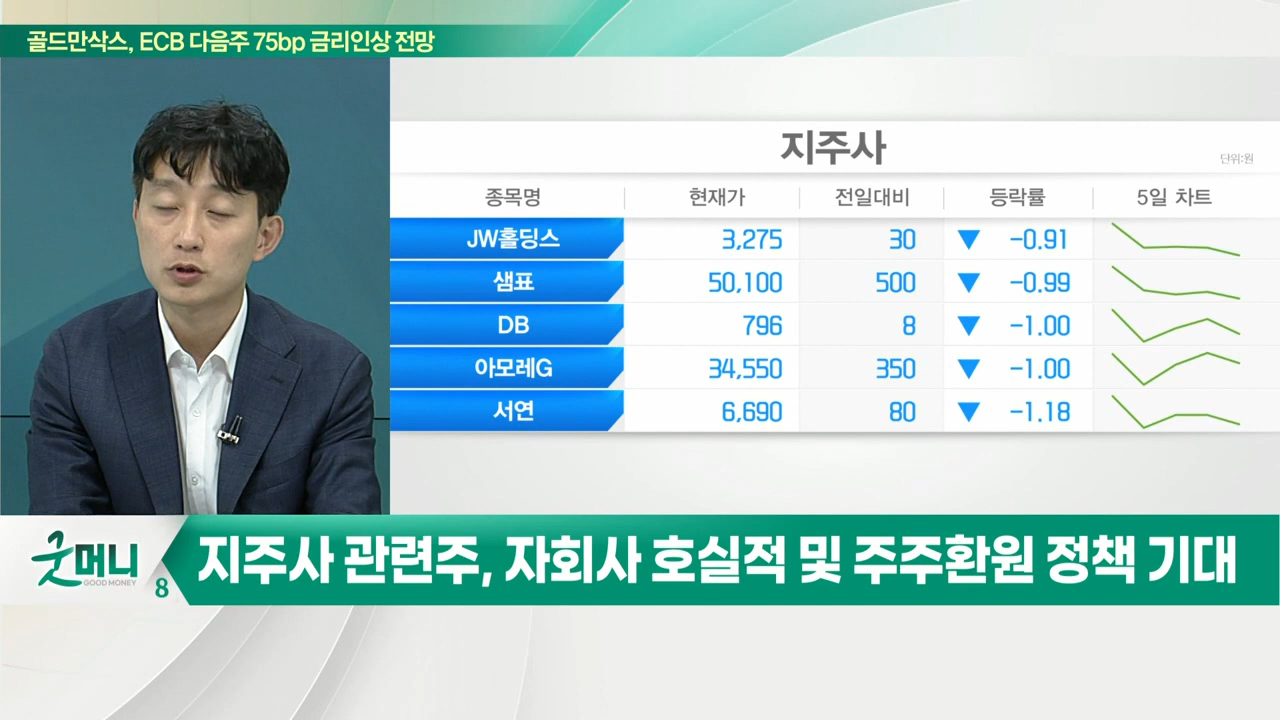 골드만삭스, ECB 다음주 75bp 금리인상 전망
지주사
단위:원
종목명 현재가 전일대비 등락률 5일 차트
JW홀딩스 3,275 30 ▼ -0.91
샘표 50,100 500 ▼ -0.99
DB 796 8 ▼ -1.00
아모레G 34,550 350 ▼ -1.00
서연 6,690 80 ▼ -1.18
굿머니
GOOD MONEY
8
지주사 관련주, 자회사 호실적 및 주주환원 정책 기대